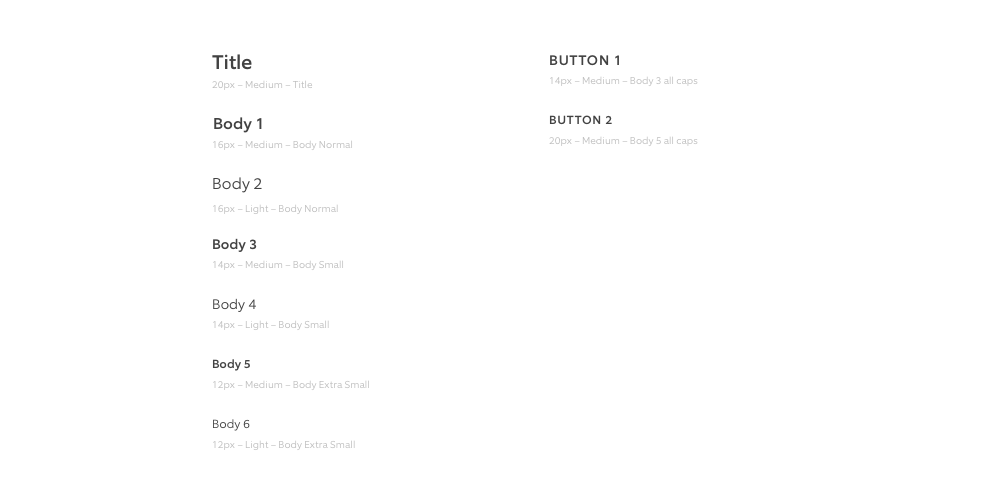 Title
20px – Medium – Title
Body 1
16px – Medium – Body Normal
Body 2
16px – Light – Body Normal
Body 3
14px – Medium – Body Small
Body 4
14px – Light – Body Small
Body 5
12px – Medium – Body Extra Small
Body 6
12px – Light – Body Extra Small
BUTTON 1
14px – Medium – Body 3 all caps
BUTTON 2
20px – Medium – Body 5 all caps